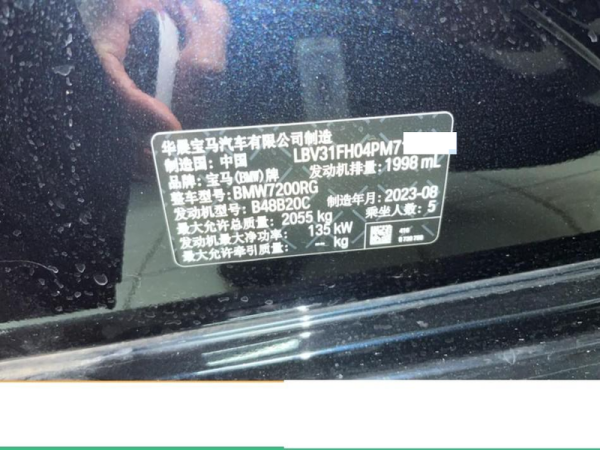 华晨宝马汽车有限公司制造
制造国：中国 LBV31FH04PM7
品牌：宝马(BMW)牌 发动机排量：1998 mL
整车型号：BMW7200RG
发动机型号：B48B20C 制造年月：2023-08
最大允许总质量：2055 kg 乘坐人数：5
发动机最大净功率：135 kW
最大允许牵引质量：-- kg